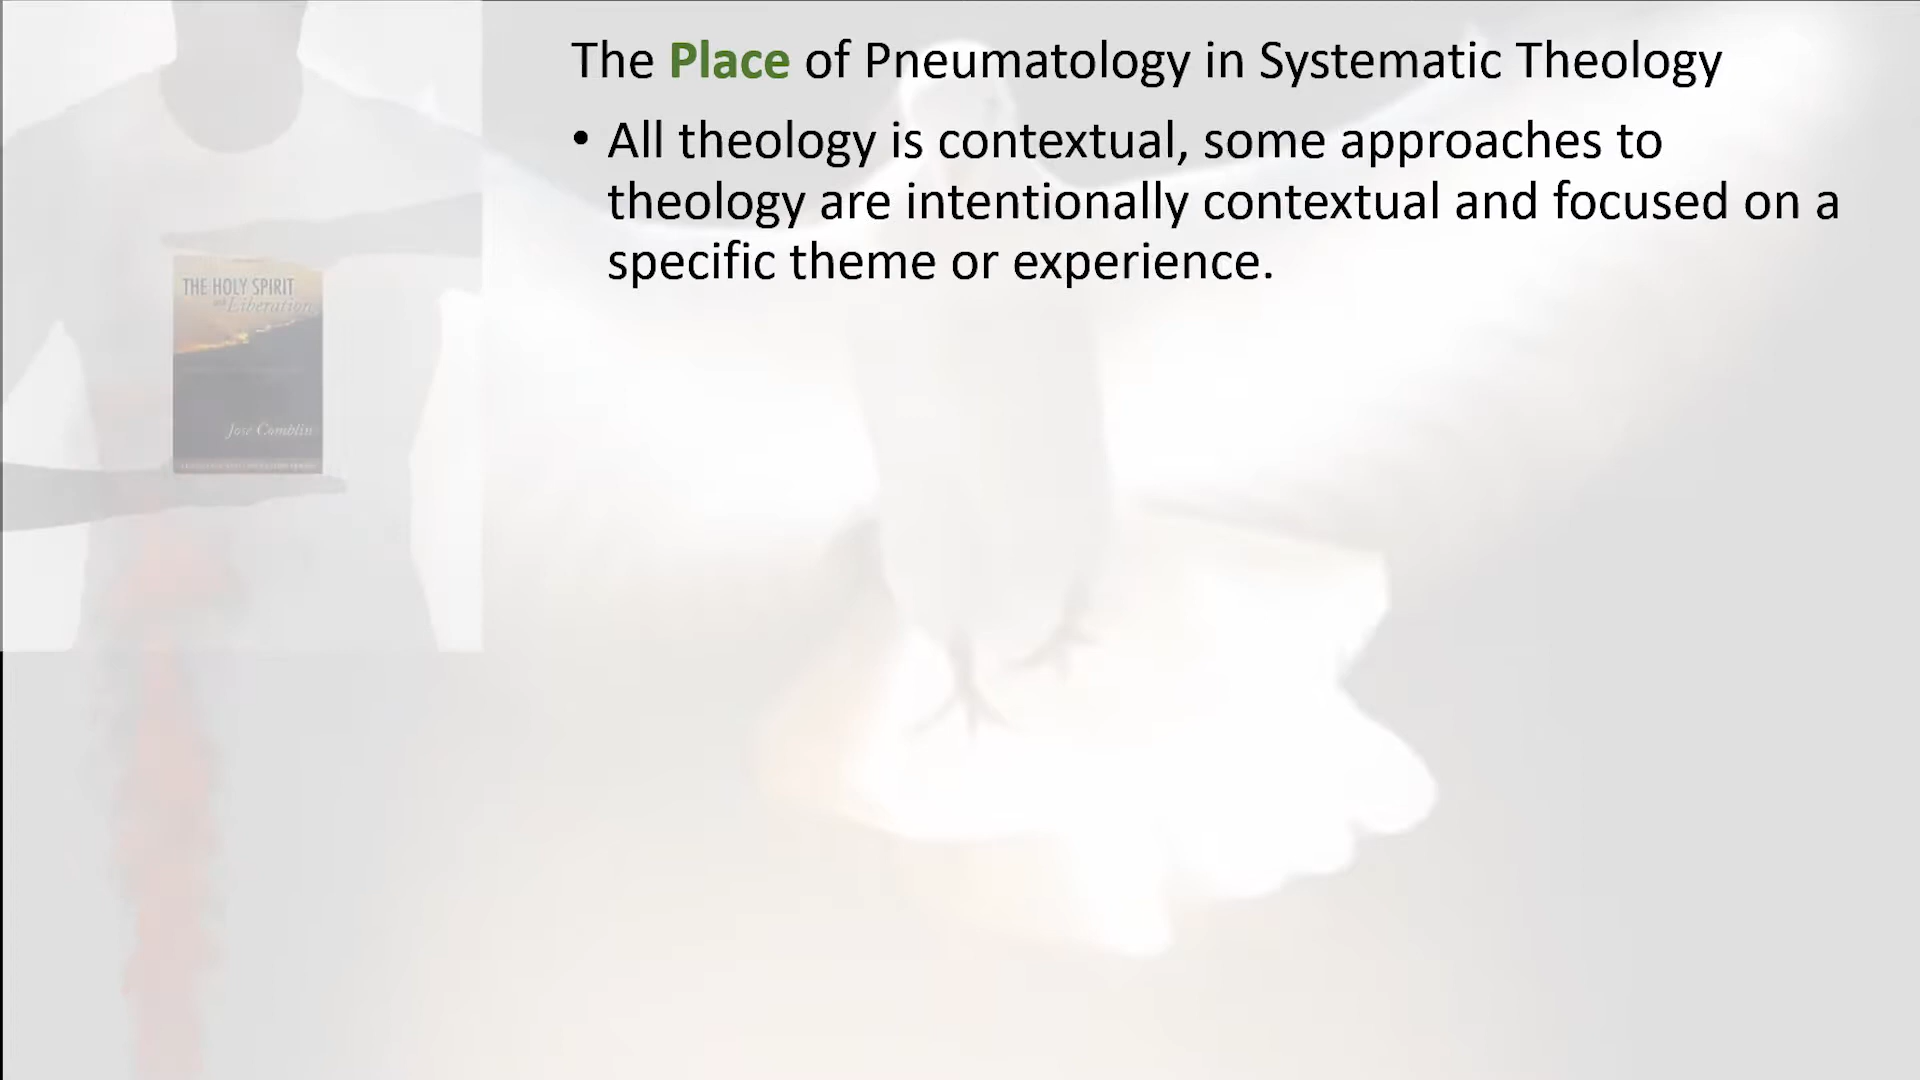 The Place of Pneumatology in Systematic Theology
• All theology is contextual, some approaches to
theology are intentionally contextual and focused on a
specific theme or experience.
THE HOLY SPIRIT
and Liberation
José Comblin